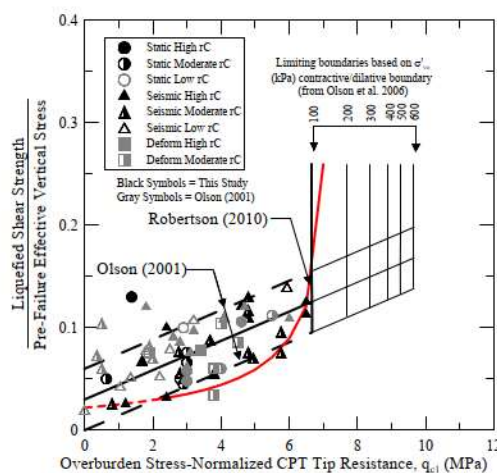 0.4
0.3
0.2
0.1
0
Liquefied Shear Strength
Pre-Failure Effective Vertical Stress
Static High rC
Static Moderate rC
Static Low rC
Seismic High rC
Seismic Moderate rC
Seismic Low rC
Deform High rC
Deform Moderate rC
Black Symbols = This Study
Gray Symbols = Olson (2001)
Limiting boundaries based on σ'
(kPa) contractive/dilative boundary
(from Olson et al. 2006)
100
200
300
400
500
600
Robertson (2010)
Olson (2001)
0 2 4 6 8 10 12
Overburden Stress-Normalized CPT Tip Resistance, qc1 (MPa)